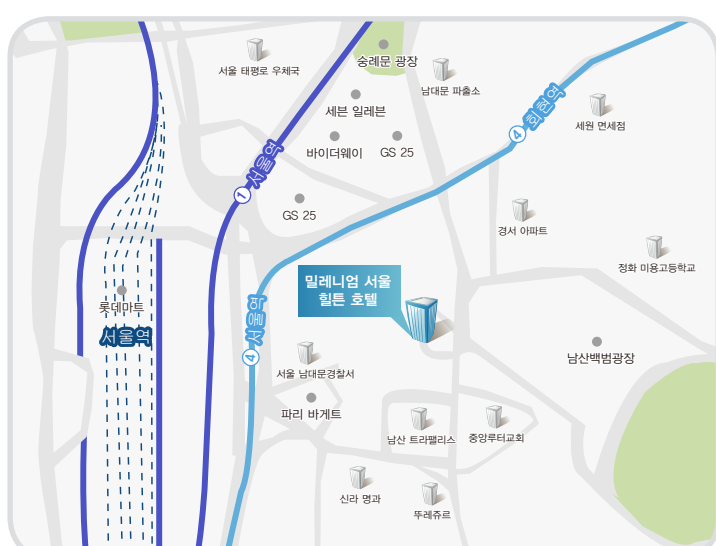 숭례문 광장
서울 태평로 우체국
남대문 파출소
세븐 일레븐
4 회현역
세원 면세점
바이더웨이
GS 25
1 서울역
GS 25
경서 아파트
정화 미용고등학교
밀레니엄 서울
힐튼 호텔
롯데마트
서울역
4 서울역
남산백범광장
서울 남대문경찰서
파리 바게트
남산 트라팰리스
중앙루터교회
신라 명과
뚜레쥬르